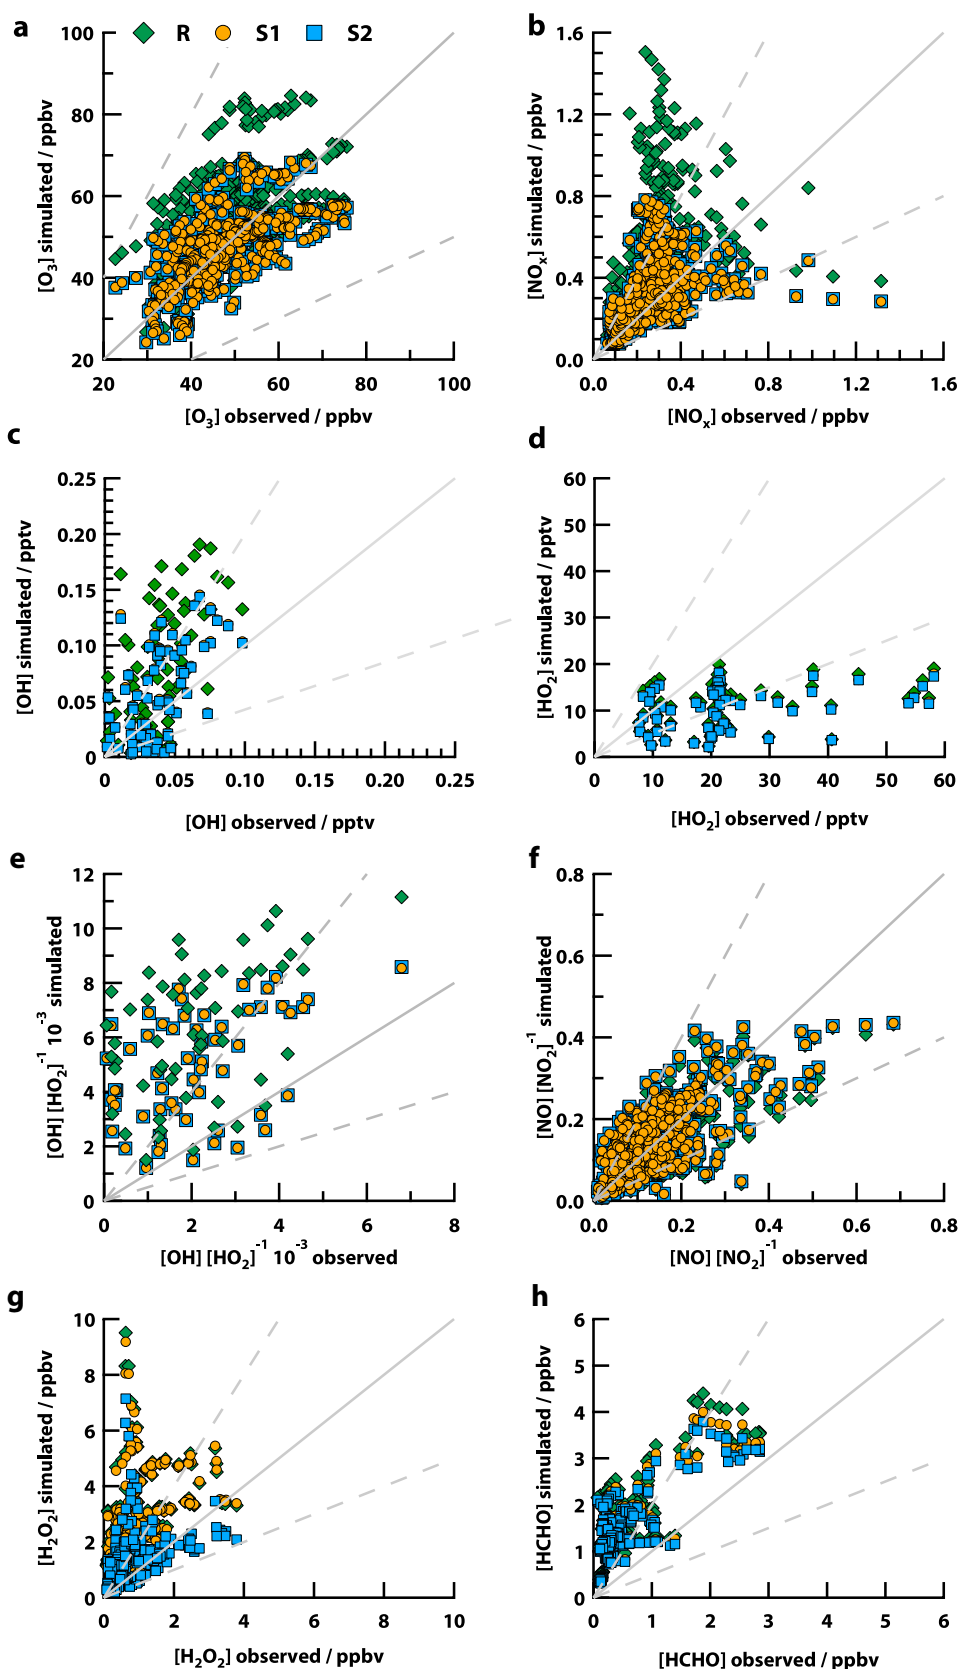 a R S1 S2
100
80
60
40
20
20 40 60 80 100
[O₃] simulated / ppbv
[O₃] observed / ppbv
b
1.6
1.2
0.8
0.4
0.0
0.0 0.4 0.8 1.2 1.6
[NOₓ] simulated / ppbv
[NOₓ] observed / ppbv
c
0.25
0.20
0.15
0.10
0.05
0
0 0.05 0.10 0.15 0.20 0.25
[OH] simulated / pptv
[OH] observed / pptv
d
60
50
40
30
20
10
0
0 10 20 30 40 50 60
[HO₂] simulated / pptv
[HO₂] observed / pptv
e
12
10
8
6
4
2
0
0 2 4 6 8
[OH] [HO₂]⁻¹ 10⁻³ simulated
[OH] [HO₂]⁻¹ 10⁻³ observed
f
0.8
0.6
0.4
0.2
0.0
0.0 0.2 0.4 0.6 0.8
[NO] [NO₂]⁻¹ simulated
[NO] [NO₂]⁻¹ observed
g
10
8
6
4
2
0
0 2 4 6 8 10
[H₂O₂] simulated / ppbv
[H₂O₂] observed / ppbv
h
6
5
4
3
2
1
0
0 1 2 3 4 5 6
[HCHO] simulated / ppbv
[HCHO] observed / ppbv